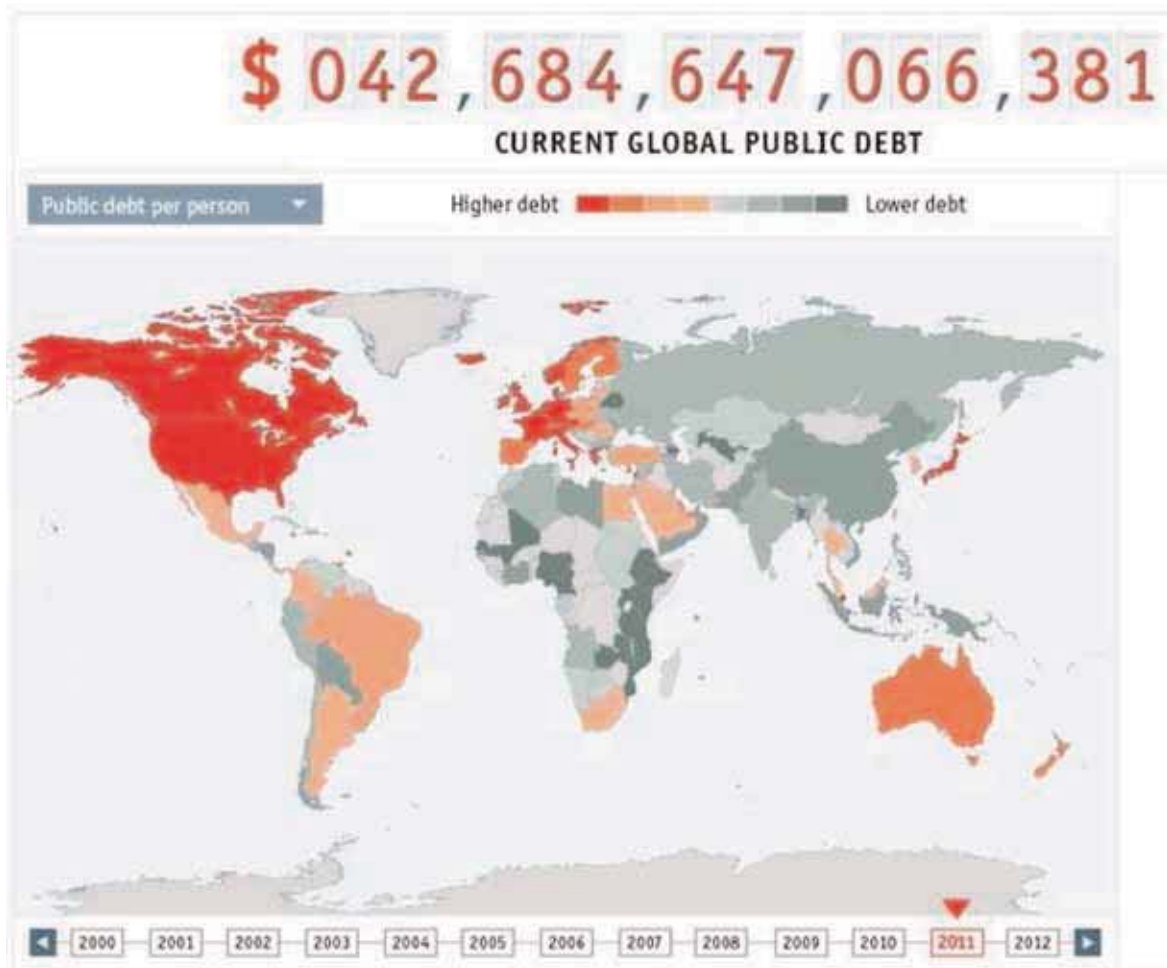 $ 042,684,647,066,381
CURRENT GLOBAL PUBLIC DEBT
Public debt per person
Higher debt Lower debt
2000 2001 2002 2003 2004 2005 2006 2007 2008 2009 2010 2011 2012